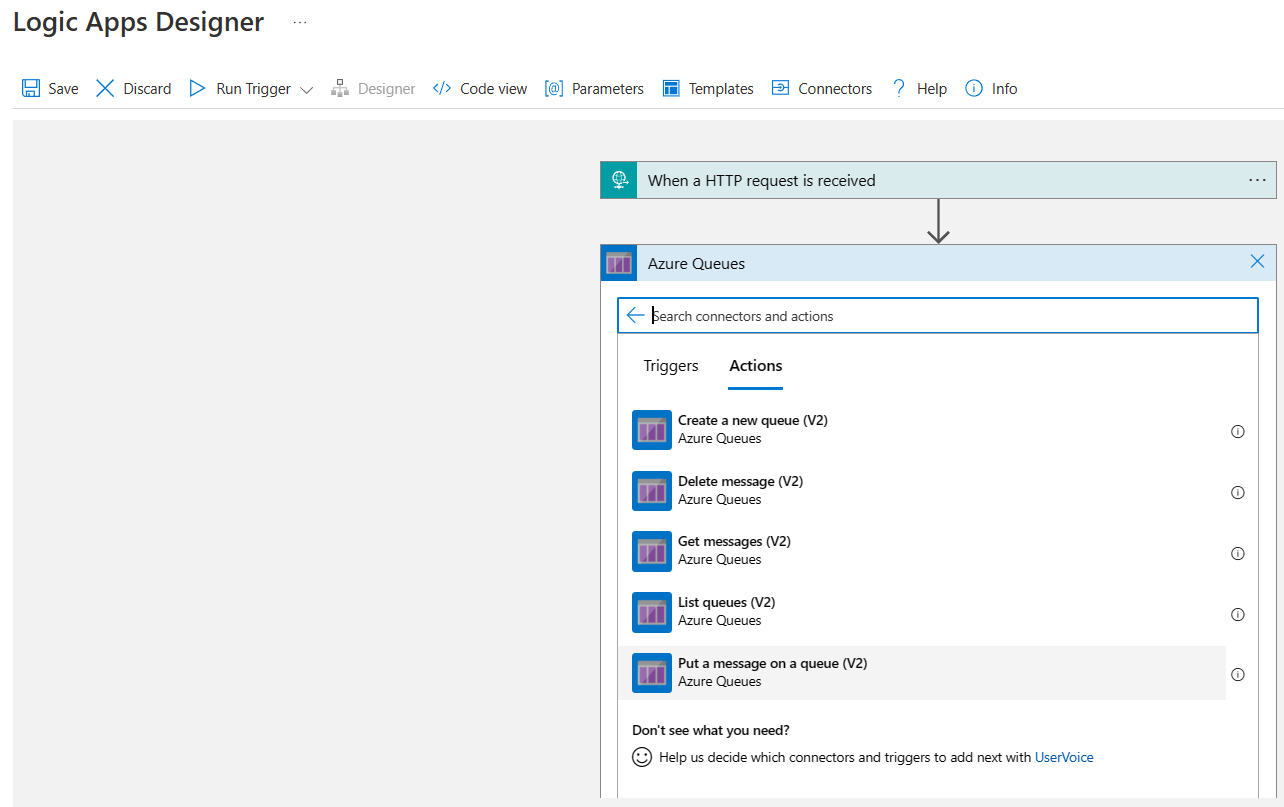 Logic Apps Designer ...
Save Discard Run Trigger Designer Code view Parameters Templates Connectors Help Info
When a HTTP request is received ...
Azure Queues
Search connectors and actions
Triggers Actions
Create a new queue (V2)
Azure Queues
Delete message (V2)
Azure Queues
Get messages (V2)
Azure Queues
List queues (V2)
Azure Queues
Put a message on a queue (V2)
Azure Queues
Don't see what you need?
Help us decide which connectors and triggers to add next with UserVoice